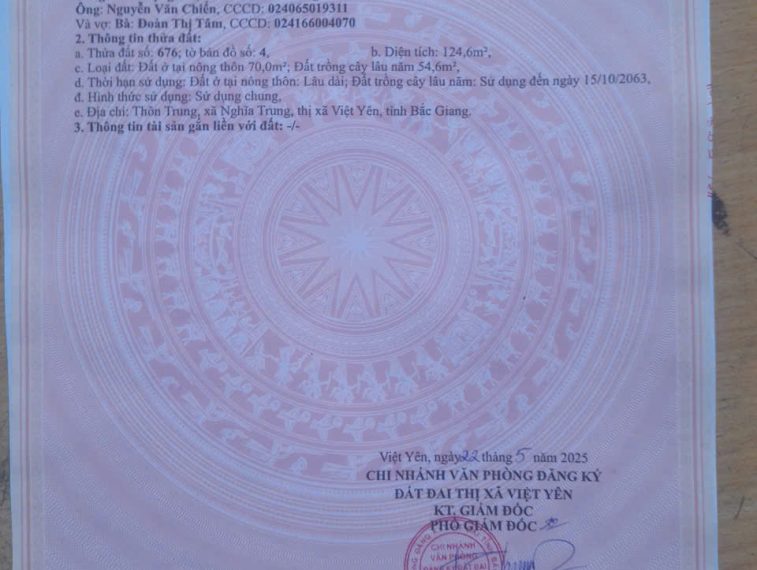 Ông: Nguyễn Văn Chiến, CCCD: 024065019311
Và vợ: Bà: Đoàn Thị Tâm, CCCD: 024166004070
2. Thông tin thửa đất:
a. Thửa đất số: 676; tờ bản đồ số: 4, b. Diện tích: 124,6m²,
c. Loại đất: Đất ở tại nông thôn 70,0m²; Đất trồng cây lâu năm 54,6m²,
d. Thời hạn sử dụng: Đất ở tại nông thôn: Lâu dài; Đất trồng cây lâu năm: Sử dụng đến ngày 15/10/2063,
đ. Hình thức sử dụng: Sử dụng chung,
e. Địa chỉ: Thôn Trung, xã Nghĩa Trung, thị xã Việt Yên, tỉnh Bắc Giang.
3. Thông tin tài sản gắn liền với đất: -/-
Việt Yên, ngày 22 tháng 5 năm 2025
CHI NHÁNH VĂN PHÒNG ĐĂNG KÝ
ĐẤT ĐAI THỊ XÃ VIỆT YÊN
KT. GIÁM ĐỐC
PHÓ GIÁM ĐỐC
CHI NHÁNH
VĂN PHÒNG